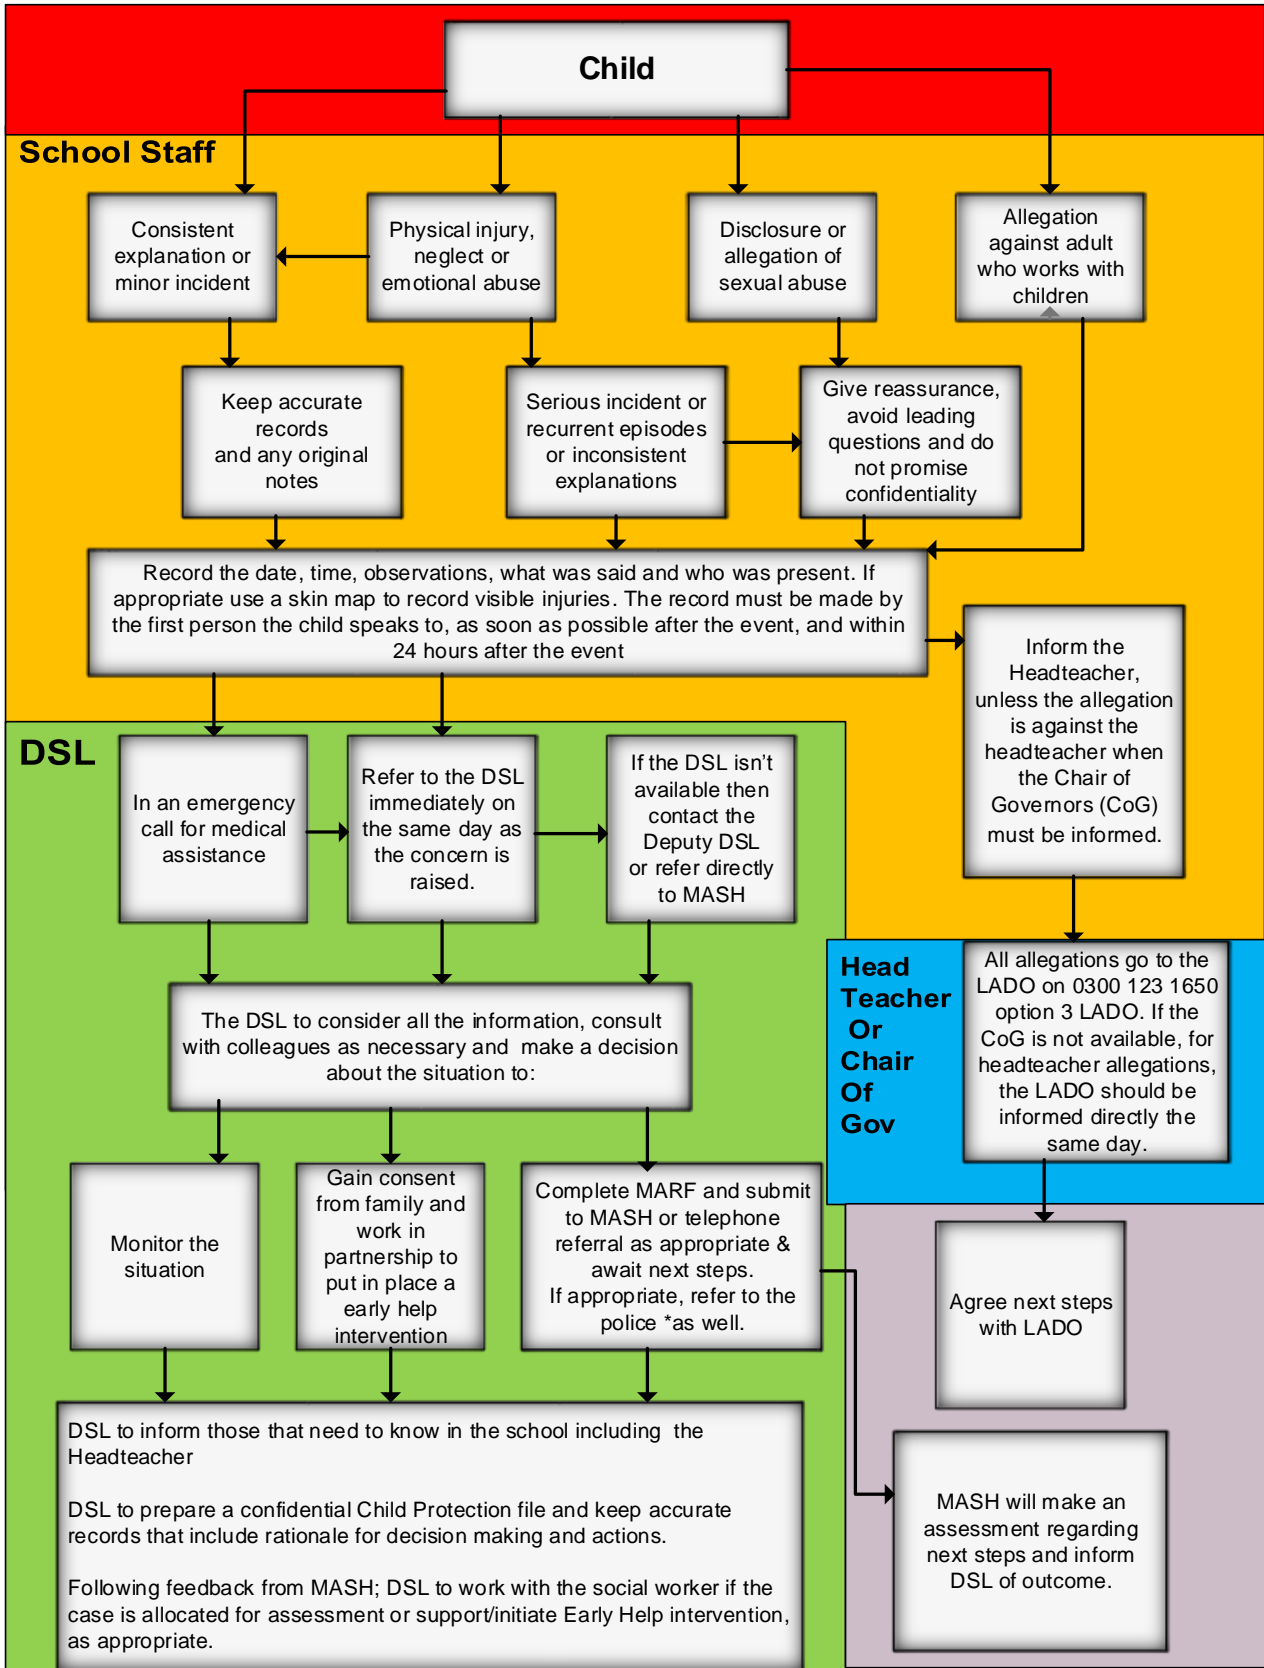 Child
School Staff
Consistent
explanation or
minor incident
Physical injury,
neglect or
emotional abuse
Disclosure or
allegation of
sexual abuse
Allegation
against adult
who works with
children
Keep accurate
records
and any original
notes
Serious incident or
recurrent episodes
or inconsistent
explanations
Give reassurance,
avoid leading
questions and do
not promise
confidentiality
Record the date, time, observations, what was said and who was present. If
appropriate use a skin map to record visible injuries. The record must be made by
the first person the child speaks to, as soon as possible after the event, and within
24 hours after the event
Inform the
Headteacher,
unless the allegation
is against the
headteacher when
the Chair of
Governors (CoG)
must be informed.
DSL
In an emergency
call for medical
assistance
Refer to the DSL
immediately on
the same day as
the concern is
raised.
If the DSL isn't
available then
contact the
Deputy DSL
or refer directly
to MASH
The DSL to consider all the information, consult
with colleagues as necessary and make a decision
about the situation to:
Head
Teacher
Or
Chair
Of
Gov
All allegations go to the
LADO on 0300 123 1650
option 3 LADO. If the
CoG is not available, for
headteacher allegations,
the LADO should be
informed directly the
same day.
Monitor the
situation
Gain consent
from family and
work in
partnership to
put in place a
early help
intervention
Complete MARF and submit
to MASH or telephone
referral as appropriate &
await next steps.
If appropriate, refer to the
police *as well.
Agree next steps
with LADO
DSL to inform those that need to know in the school including the
Headteacher
DSL to prepare a confidential Child Protection file and keep accurate
records that include rationale for decision making and actions.
Following feedback from MASH; DSL to work with the social worker if the
case is allocated for assessment or support/initiate Early Help intervention,
as appropriate.
MASH will make an
assessment regarding
next steps and inform
DSL of outcome.